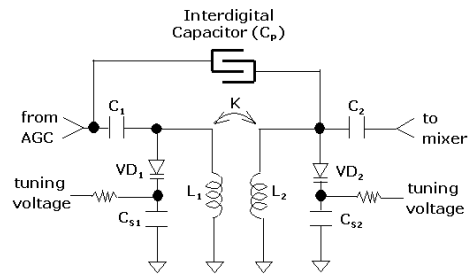 Interdigital
Capacitor (Cp)
C1
K
C2
from
AGC
to
mixer
VD1
L1
L2
VD2
tuning
voltage
CS1
CS2
tuning
voltage